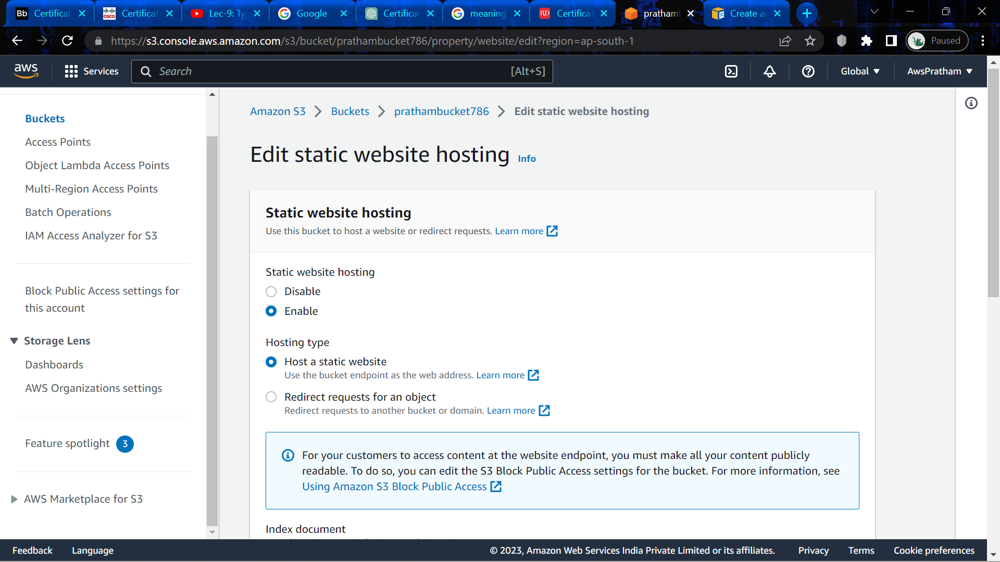 Bb Certificat
CISCO Certificat
Lec-9: Ty
Google
Certificat
meaning
RD Certificat
prathaml
Create a
https://s3.console.aws.amazon.com/s3/bucket/prathambucket786/property/website/edit?region=ap-south-1
Paused
aws
Services
Search
[Alt+S]
Global
AwsPratham
Buckets
Access Points
Object Lambda Access Points
Multi-Region Access Points
Batch Operations
IAM Access Analyzer for S3
Block Public Access settings for
this account
Storage Lens
Dashboards
AWS Organizations settings
Feature spotlight 3
AWS Marketplace for S3
Amazon S3 > Buckets > prathambucket786 > Edit static website hosting
Edit static website hosting Info
Static website hosting
Use this bucket to host a website or redirect requests. Learn more
Static website hosting
Disable
Enable
Hosting type
Host a static website
Use the bucket endpoint as the web address. Learn more
Redirect requests for an object
Redirect requests to another bucket or domain. Learn more
For your customers to access content at the website endpoint, you must make all your content publicly
readable. To do so, you can edit the S3 Block Public Access settings for the bucket. For more information, see
Using Amazon S3 Block Public Access
Index document
Feedback
Language
© 2023, Amazon Web Services India Private Limited or its affiliates.
Privacy
Terms
Cookie preferences